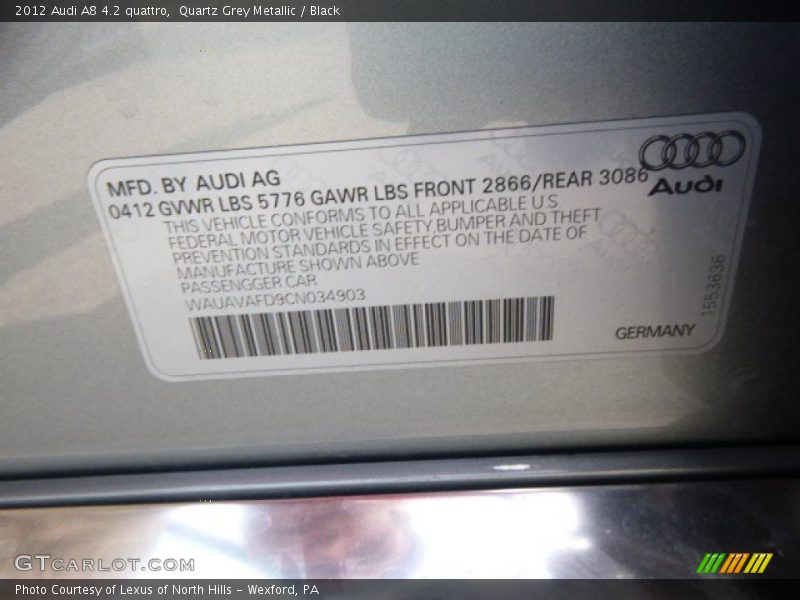 2012 Audi A8 4.2 quattro, Quartz Grey Metallic / Black
MFD. BY AUDI AG
0412 GVWR LBS 5776 GAWR LBS FRONT 2866/REAR 3086
Audi
THIS VEHICLE CONFORMS TO ALL APPLICABLE U S
FEDERAL MOTOR VEHICLE SAFETY,BUMPER AND THEFT
PREVENTION STANDARDS IN EFFECT ON THE DATE OF
MANUFACTURE SHOWN ABOVE
PASSENGGER CAR
WAUAVAFD9CN034903
1553636
GERMANY
GTCARLOT.COM
Photo Courtesy of Lexus of North Hills - Wexford, PA